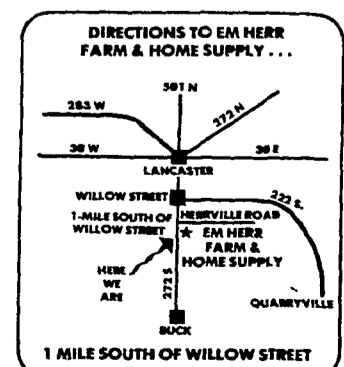 DIRECTIONS TO EM HERR
FARM & HOME SUPPLY...
501 N
283 W
272 N
30 W
30 E
LANCASTER
WILLOW STREET
222 S.
1-MILE SOUTH OF
WILLOW STREET
HERRVILLE ROAD
EM HERR
FARM &
HOME SUPPLY
HERE
WE
ARE
272 S
QUARRYVILLE
BUCK
1 MILE SOUTH OF WILLOW STREET